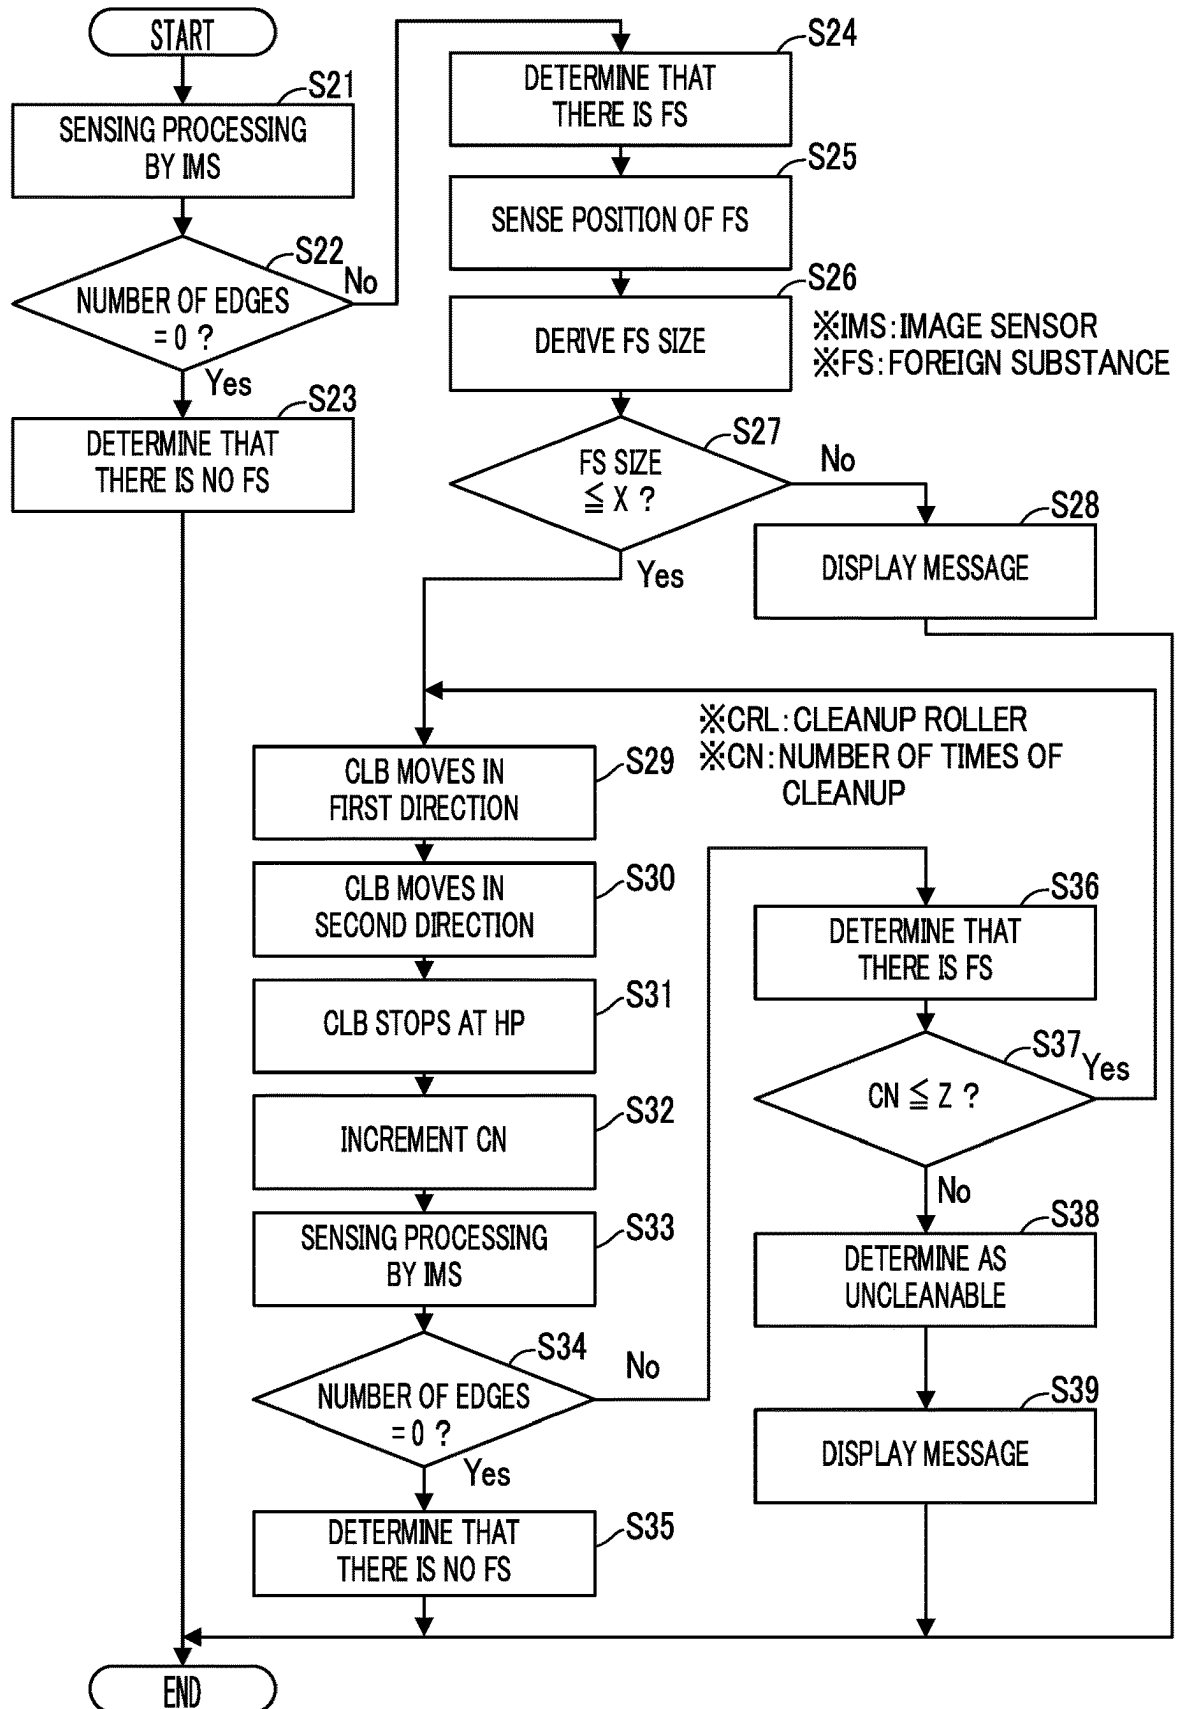 START
S21
SENSING PROCESSING
BY IMS
S22
NUMBER OF EDGES
= 0 ?
No
Yes
S23
DETERMINE THAT
THERE IS NO FS
S24
DETERMINE THAT
THERE IS FS
S25
SENSE POSITION OF FS
S26
DERIVE FS SIZE
※IMS:IMAGE SENSOR
※FS:FOREIGN SUBSTANCE
S27
FS SIZE
≦ X ?
No
Yes
S28
DISPLAY MESSAGE
※CRL:CLEANUP ROLLER
※CN:NUMBER OF TIMES OF
CLEANUP
S29
CLB MOVES IN
FIRST DIRECTION
S30
CLB MOVES IN
SECOND DIRECTION
S31
CLB STOPS AT HP
S32
INCREMENT CN
S33
SENSING PROCESSING
BY IMS
S34
NUMBER OF EDGES
= 0 ?
No
Yes
S35
DETERMINE THAT
THERE IS NO FS
S36
DETERMINE THAT
THERE IS FS
S37
CN ≦ Z ?
Yes
No
S38
DETERMINE AS
UNCLEANABLE
S39
DISPLAY MESSAGE
END